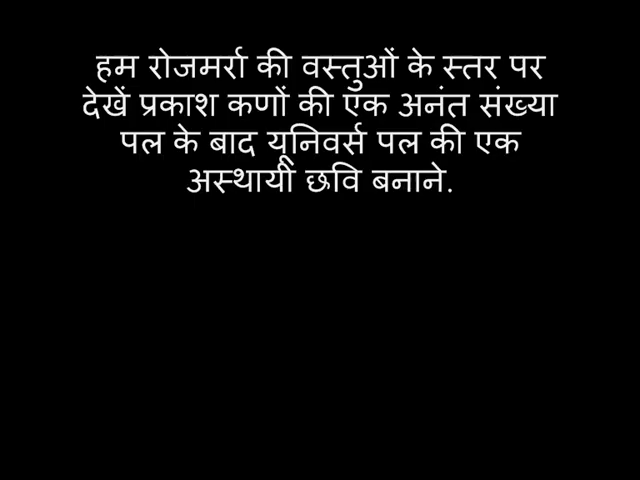 हम रोजमर्रा की वस्तुओं के स्तर पर
देखें प्रकाश कणों की एक अनंत संख्या
पल के बाद यूनिवर्स पल की एक
अस्थायी छवि बनाने.